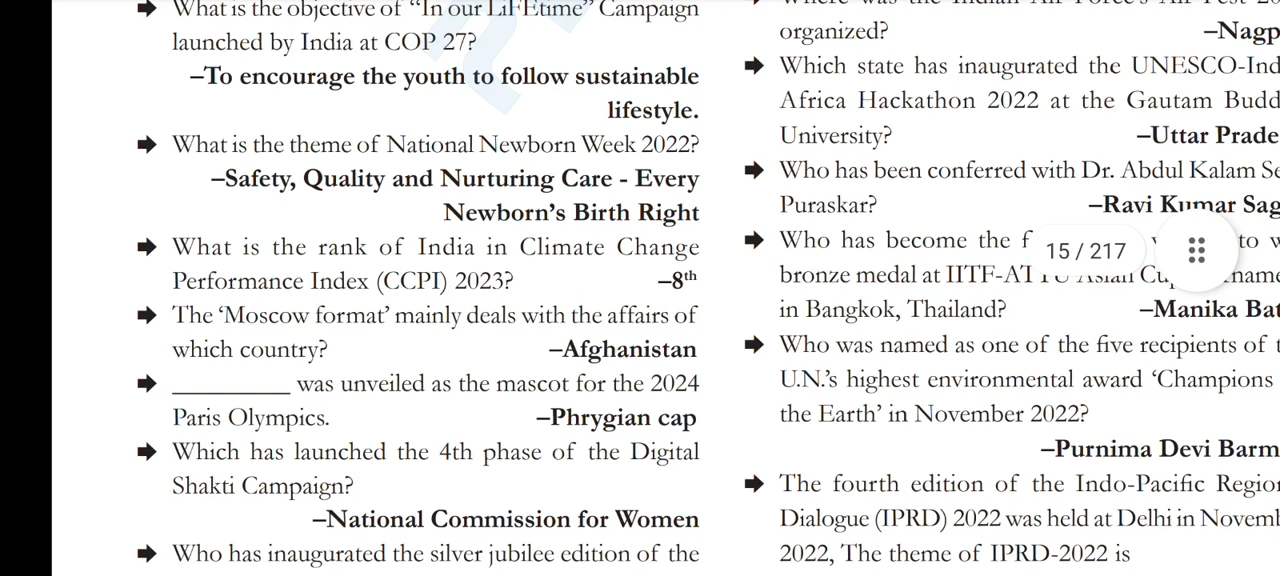 ➡ What is the objective of “In our LiFEtime” Campaign
launched by India at COP 27?
–To encourage the youth to follow sustainable
lifestyle.
➡ What is the theme of National Newborn Week 2022?
–Safety, Quality and Nurturing Care - Every
Newborn’s Birth Right
➡ What is the rank of India in Climate Change
Performance Index (CCPI) 2023? –8th
➡ The ‘Moscow format’ mainly deals with the affairs of
which country? –Afghanistan
➡ __________ was unveiled as the mascot for the 2024
Paris Olympics. –Phrygian cap
➡ Which has launched the 4th phase of the Digital
Shakti Campaign?
–National Commission for Women
➡ Who has inaugurated the silver jubilee edition of the
organized? –Nagp
➡ Which state has inaugurated the UNESCO-Ind
Africa Hackathon 2022 at the Gautam Budd
University? –Uttar Prade
➡ Who has been conferred with Dr. Abdul Kalam Se
Puraskar? –Ravi Kumar Sag
➡ Who has become the f to w
bronze medal at IITF-ATTU Asian Cu name
in Bangkok, Thailand? –Manika Bat
➡ Who was named as one of the five recipients of t
U.N.’s highest environmental award ‘Champions
the Earth’ in November 2022?
–Purnima Devi Barm
➡ The fourth edition of the Indo-Pacific Region
Dialogue (IPRD) 2022 was held at Delhi in Novemb
2022, The theme of IPRD-2022 is
15 / 217